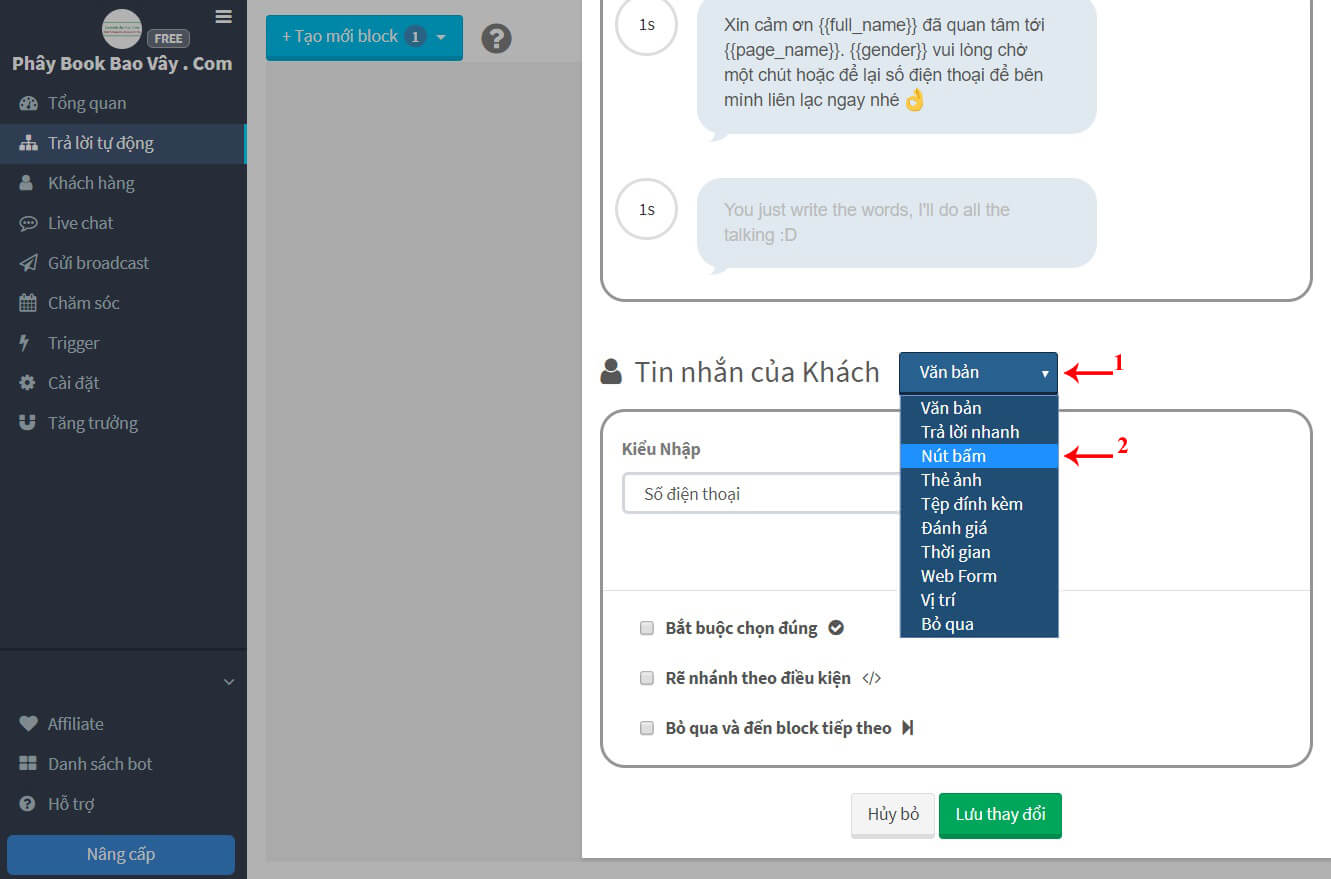 FREE
Phây Book Bao Vây . Com
Tổng quan
Trả lời tự động
Khách hàng
Live chat
Gửi broadcast
Chăm sóc
Trigger
Cài đặt
Tăng trưởng
Affiliate
Danh sách bot
Hỗ trợ
Nâng cấp
+ Tạo mới block 1
1s
Xin cảm ơn {{full_name}} đã quan tâm tới
{{page_name}}. {{gender}} vui lòng chờ
một chút hoặc để lại số điện thoại để bên
mình liên lạc ngay nhé 👌
1s
You just write the words, I'll do all the
talking :D
Tin nhắn của Khách
Văn bản
1
Văn bản
Trả lời nhanh
Nút bấm
2
Thẻ ảnh
Tệp đính kèm
Đánh giá
Thời gian
Web Form
Vị trí
Bỏ qua
Kiểu Nhập
Số điện thoại
Bắt buộc chọn đúng
Rẽ nhánh theo điều kiện </>
Bỏ qua và đến block tiếp theo
Hủy bỏ
Lưu thay đổi